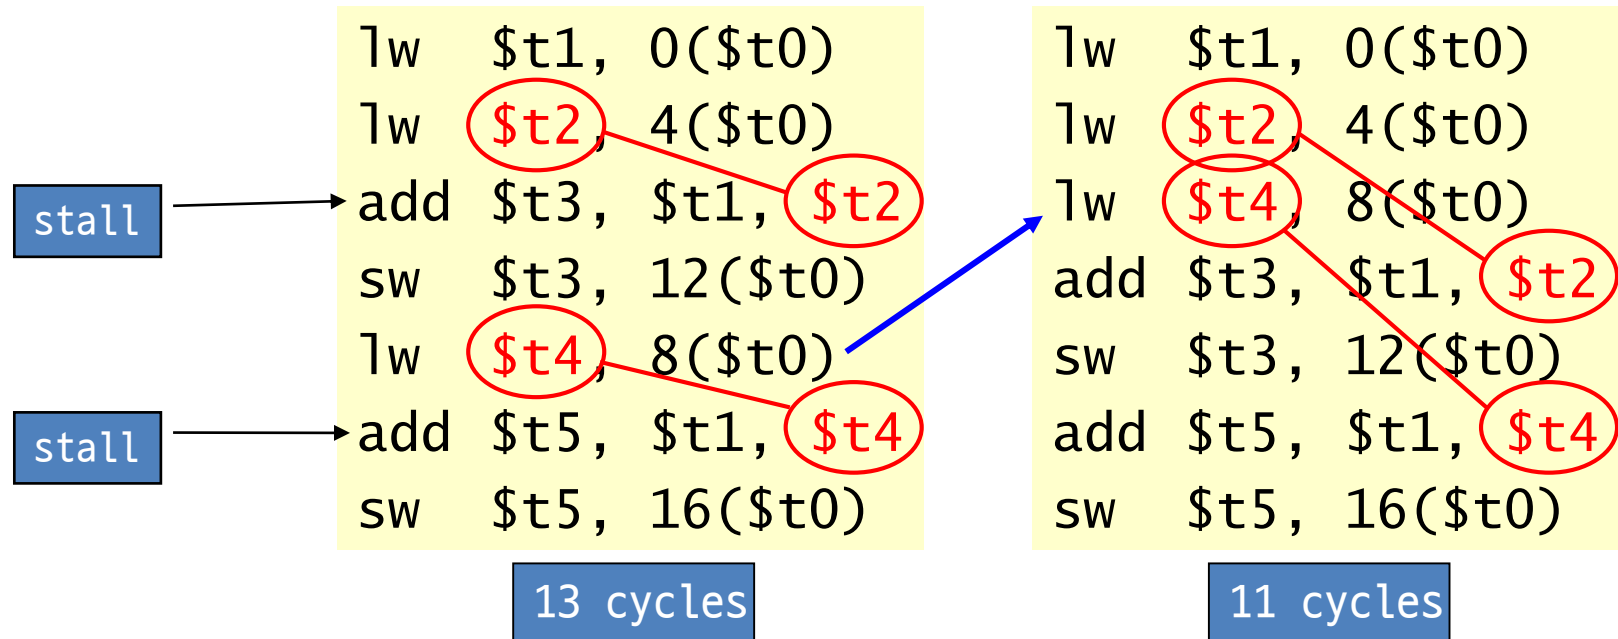 lw $t1, 0($t0)
lw $t2, 4($t0)
add $t3, $t1, $t2
sw $t3, 12($t0)
lw $t4, 8($t0)
add $t5, $t1, $t4
sw $t5, 16($t0)
stall
stall
13 cycles
lw $t1, 0($t0)
lw $t2, 4($t0)
lw $t4, 8($t0)
add $t3, $t1, $t2
sw $t3, 12($t0)
add $t5, $t1, $t4
sw $t5, 16($t0)
11 cycles